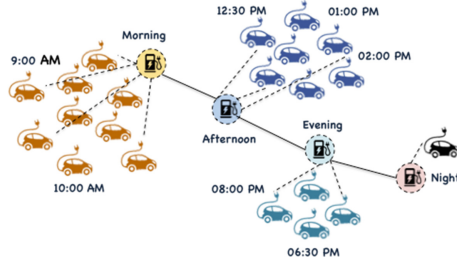 12:30 PM
01:00 PM
Morning
9:00 AM
02:00 PM
Afternoon
Evening
Night
10:00 AM
08:00 PM
06:30 PM